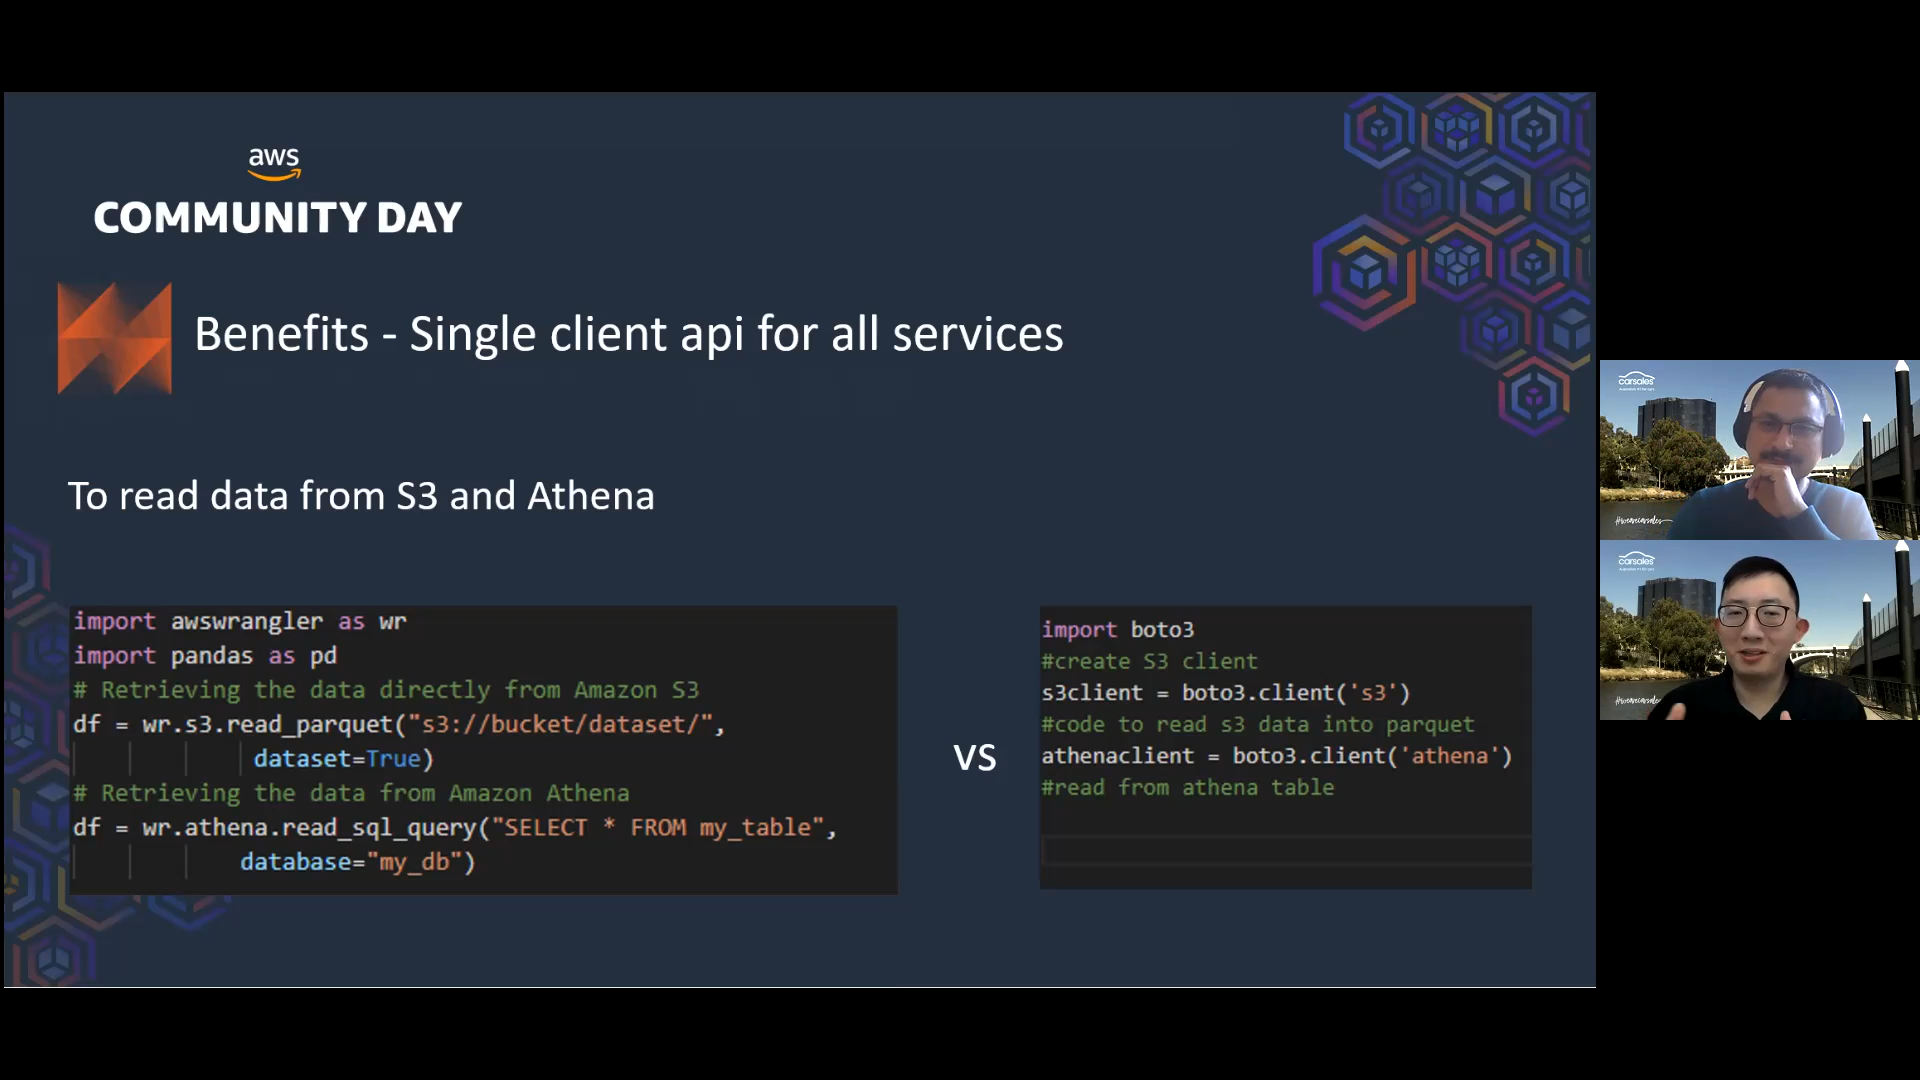 aws
COMMUNITY DAY
Benefits - Single client api for all services
To read data from S3 and Athena
import awswrangler as wr
import pandas as pd
# Retrieving the data directly from Amazon S3
df = wr.s3.read_parquet("s3://bucket/dataset/",
dataset=True)
# Retrieving the data from Amazon Athena
df = wr.athena.read_sql_query("SELECT * FROM my_table",
database="my_db")
vs
import boto3
#create S3 client
s3client = boto3.client('s3')
#code to read s3 data into parquet
athenaclient = boto3.client('athena')
#read from athena table
carsales
#wearecarsales
carsales